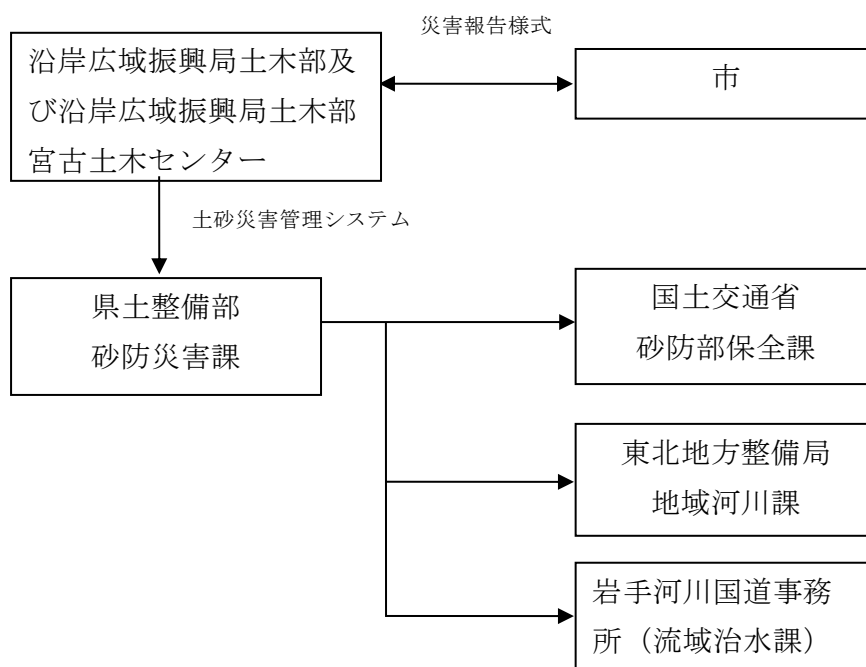 災害報告様式
沿岸広域振興局土木部及
び沿岸広域振興局土木部
宮古土木センター
市
土砂災害管理システム
県土整備部
砂防災害課
国土交通省
砂防部保全課
東北地方整備局
地域河川課
岩手河川国道事務
所（流域治水課）